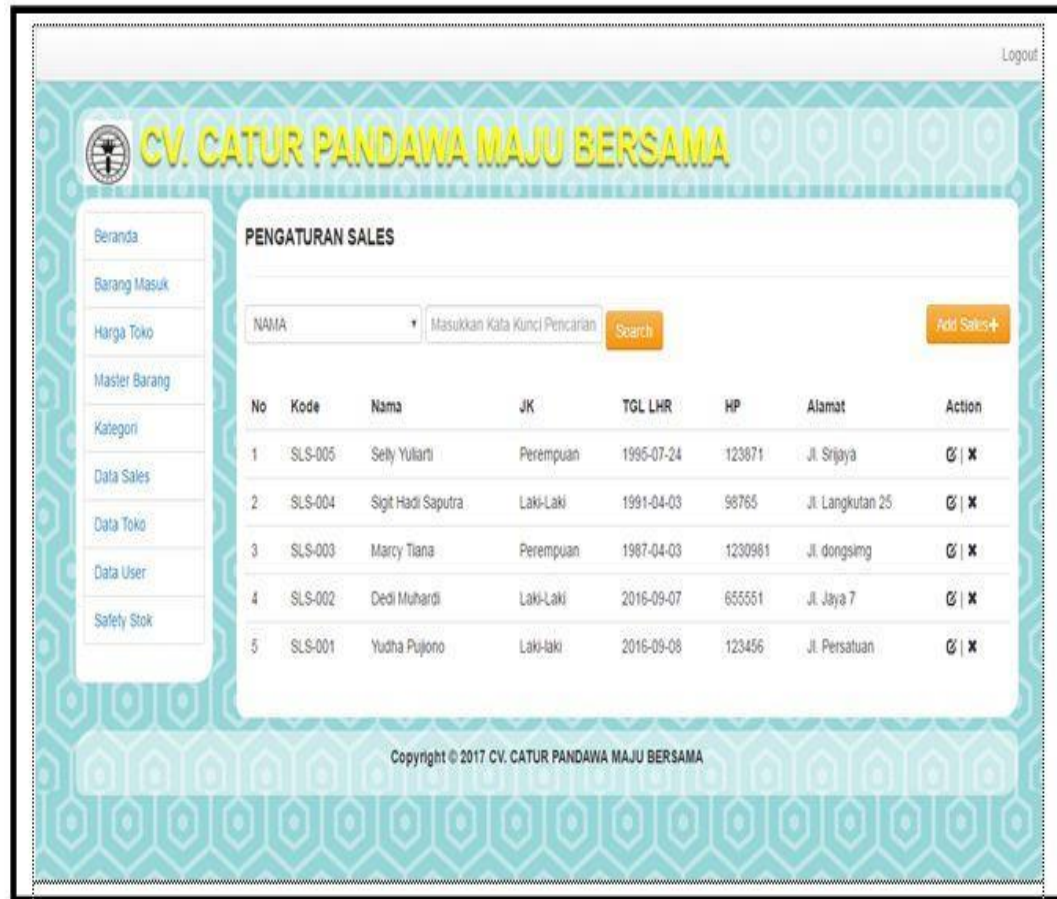 Logout
CV. CATUR PANDAWA MAJU BERSAMA
Beranda
Barang Masuk
Harga Toko
Master Barang
Kategori
Data Sales
Data Toko
Data User
Safety Stok
PENGATURAN SALES
NAMA Masukkan Kata Kunci Pencarian Search Add Sales+
No Kode Nama JK TGL LHR HP Alamat Action
1 SLS-005 Selly Yuliarti Perempuan 1995-07-24 123871 Jl. Srijaya
2 SLS-004 Sigit Hadi Saputra Laki-Laki 1991-04-03 98765 Jl. Langkutan 25
3 SLS-003 Marcy Tiana Perempuan 1987-04-03 1230981 Jl. dongsimg
4 SLS-002 Dedi Muhardi Laki-Laki 2016-09-07 655551 Jl. Jaya 7
5 SLS-001 Yudha Pujiono Laki-laki 2016-09-08 123456 Jl. Persatuan
Copyright © 2017 CV. CATUR PANDAWA MAJU BERSAMA